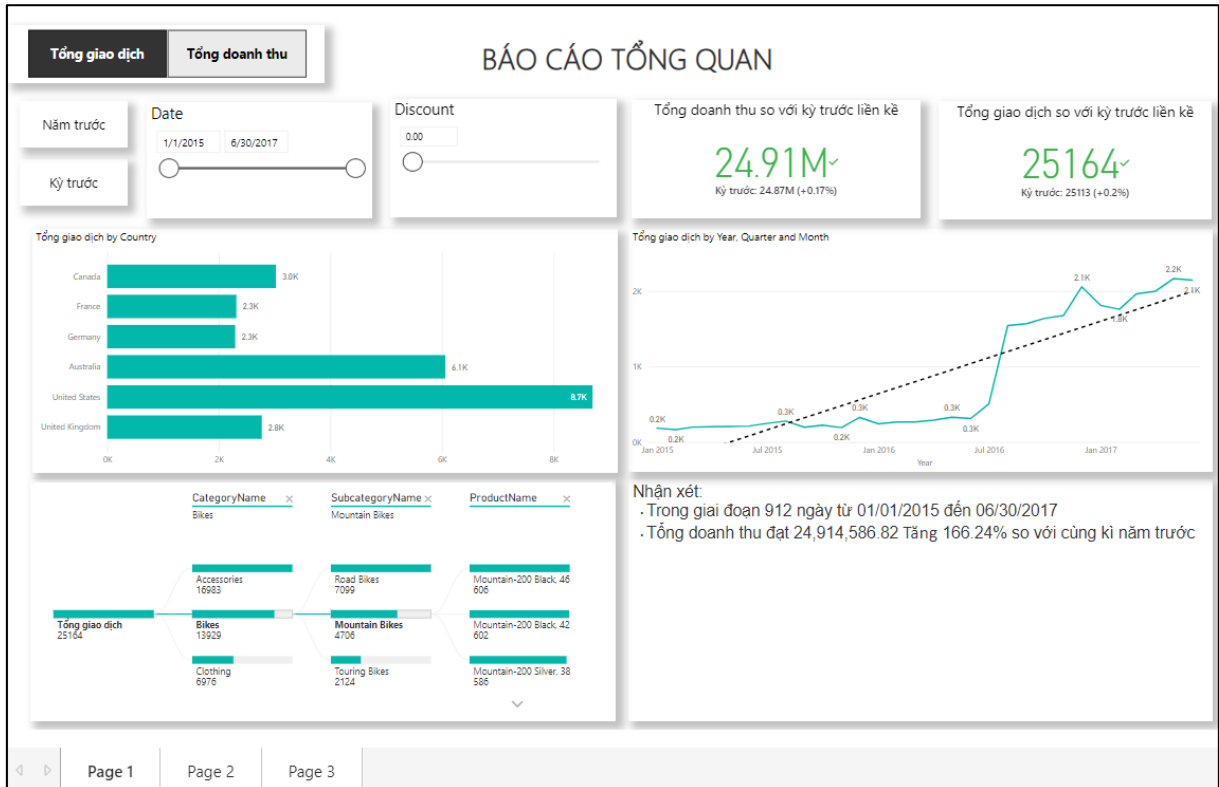 Tổng giao dịch
Tổng doanh thu
BÁO CÁO TỔNG QUAN
Năm trước
Kỳ trước
Date
1/1/2015 6/30/2017
Discount
0.00
Tổng doanh thu so với kỳ trước liền kề
24.91M
Kỳ trước: 24.87M (+0.17%)
Tổng giao dịch so với kỳ trước liền kề
25164
Kỳ trước: 25113 (+0.2%)
Tổng giao dịch by Country
Canada 3.0K
France 2.3K
Germany 2.3K
Australia 6.1K
United States 8.7K
United Kingdom 2.8K
0K 2K 4K 6K 8K
Tổng giao dịch by Year, Quarter and Month
2K
1K
0K
0.2K
0.2K
0.3K
0.2K
0.3K
0.3K
0.3K
2.1K
1.8K
2.2K
2.1K
Jan 2015 Jul 2015 Jan 2016 Jul 2016 Jan 2017
Year
CategoryName
Bikes
SubcategoryName
Mountain Bikes
ProductName
Tổng giao dịch
25164
Accessories
16983
Bikes
13929
Clothing
6976
Road Bikes
7099
Mountain Bikes
4706
Touring Bikes
2124
Mountain-200 Black, 46
606
Mountain-200 Black, 42
602
Mountain-200 Silver, 38
586
Nhận xét:
· Trong giai đoạn 912 ngày từ 01/01/2015 đến 06/30/2017
· Tổng doanh thu đạt 24,914,586.82 Tăng 166.24% so với cùng kì năm trước
Page 1 Page 2 Page 3